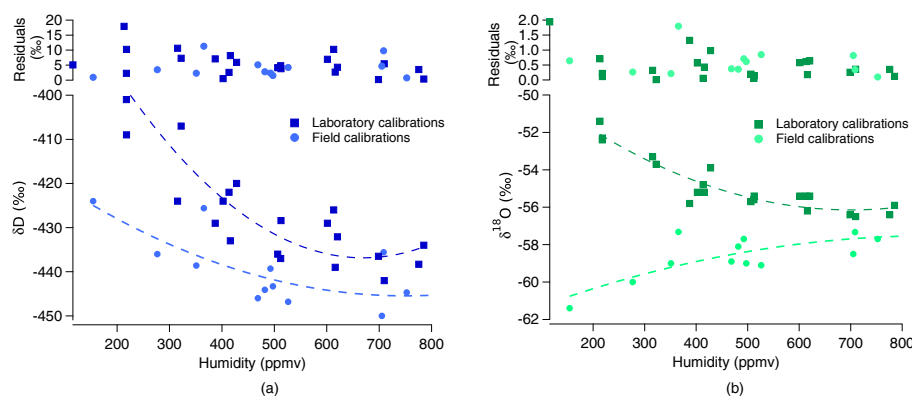 Residuals
(‰)
20
15
10
5
0
-400
-410
-420
-430
-440
-450
δD (‰)
Laboratory calibrations
Field calibrations
200 300 400 500 600 700 800
Humidity (ppmv)
(a)
Residuals
(‰)
2.0
1.5
1.0
0.5
0.0
-50
-52
-54
-56
-58
-60
-62
δ18O (‰)
Laboratory calibrations
Field calibrations
200 300 400 500 600 700 800
Humidity (ppmv)
(b)